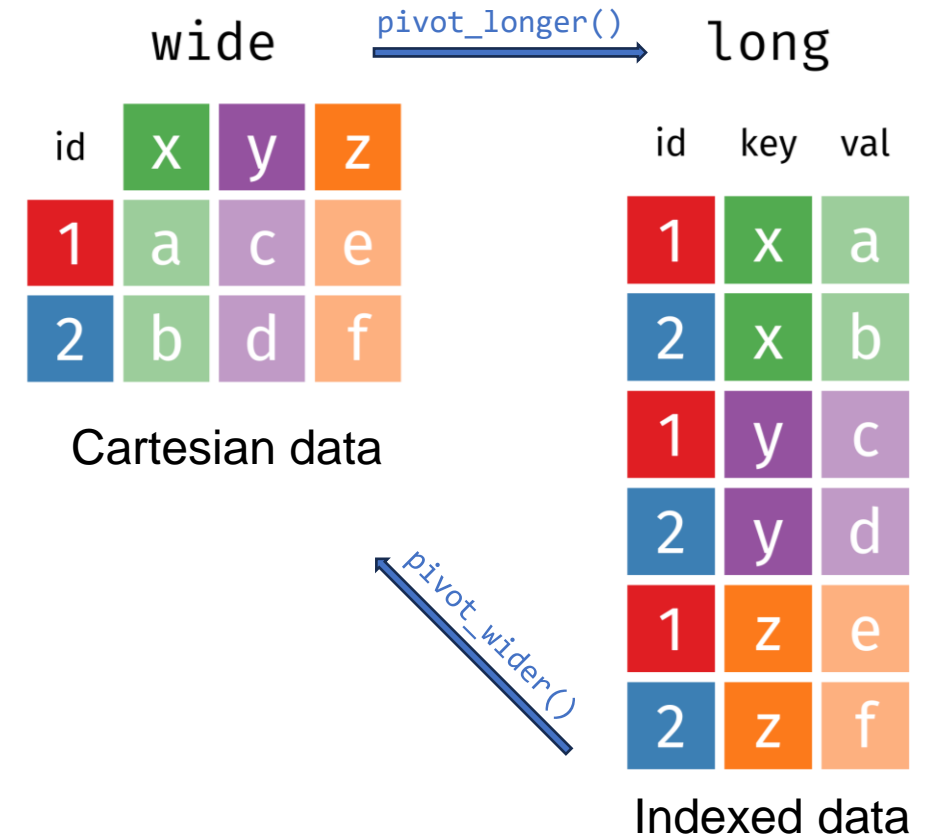 wide
pivot_longer()
long
id x y z
1 a c e
2 b d f
Cartesian data
id key val
1 x a
2 x b
1 y c
2 y d
1 z e
2 z f
pivot_wider()
Indexed data